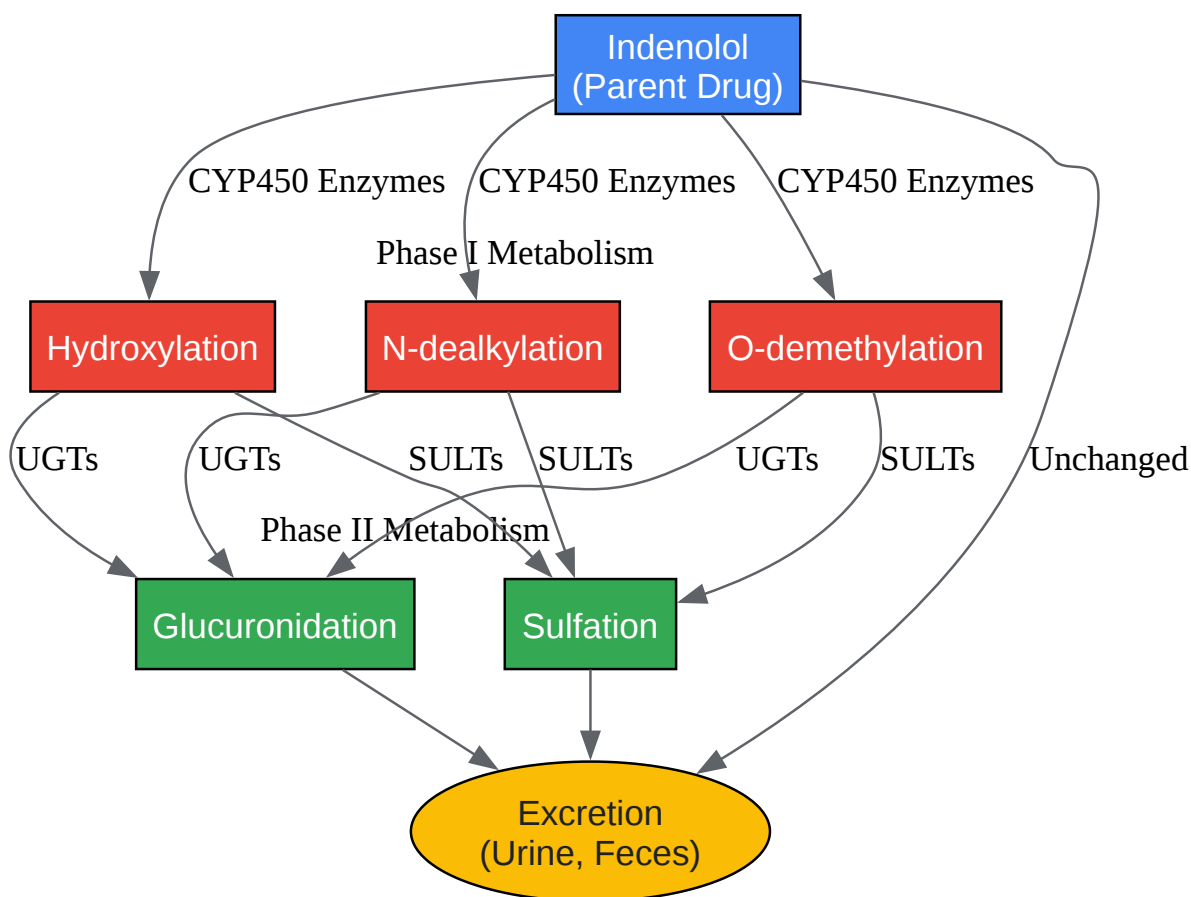 Indenolol
(Parent Drug)
CYP450 Enzymes
CYP450 Enzymes
CYP450 Enzymes
Phase I Metabolism
Hydroxylation
N-dealkylation
O-demethylation
UGTs
UGTs
SULTs
SULTs
UGTs
SULTs
Unchanged
Phase II Metabolism
Glucuronidation
Sulfation
Excretion
(Urine, Feces)